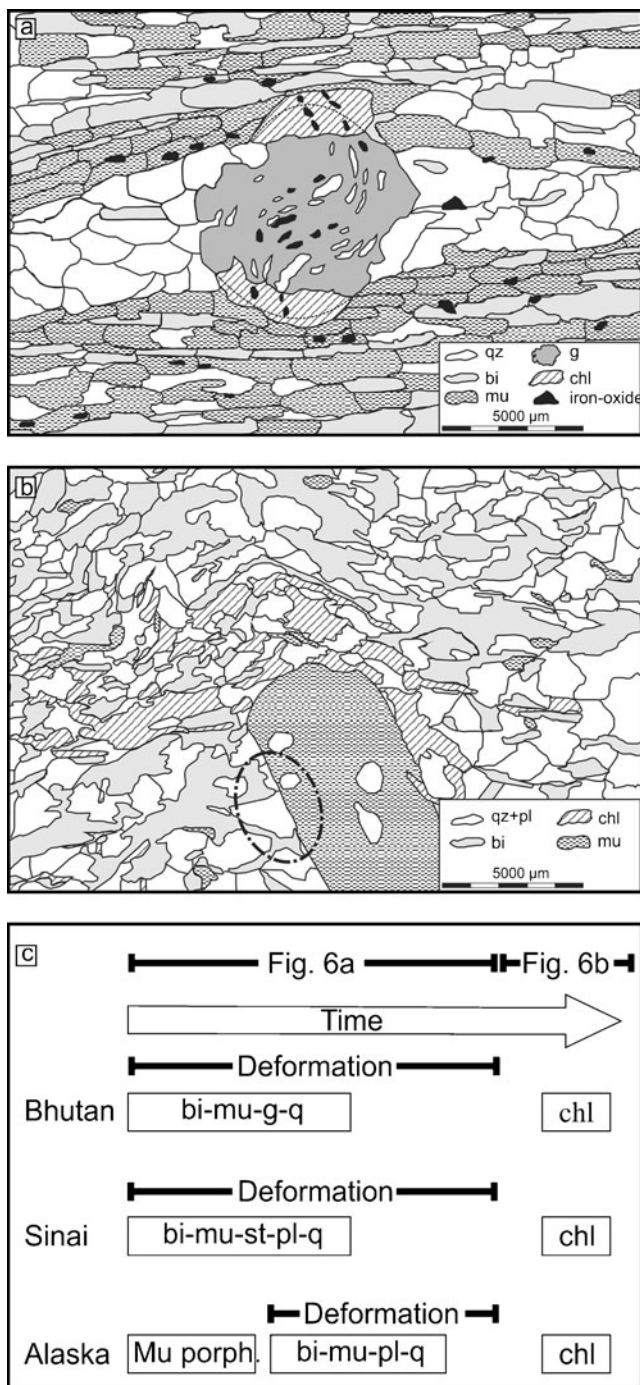 a
qz
g
bi
chl
mu
iron-oxide
5000 µm
b
qz+pl
chl
bi
mu
5000 µm
c
Fig. 6a
Fig. 6b
Time
Deformation
Bhutan
bi-mu-g-q
chl
Deformation
Sinai
bi-mu-st-pl-q
chl
Deformation
Alaska
Mu porph.
bi-mu-pl-q
chl